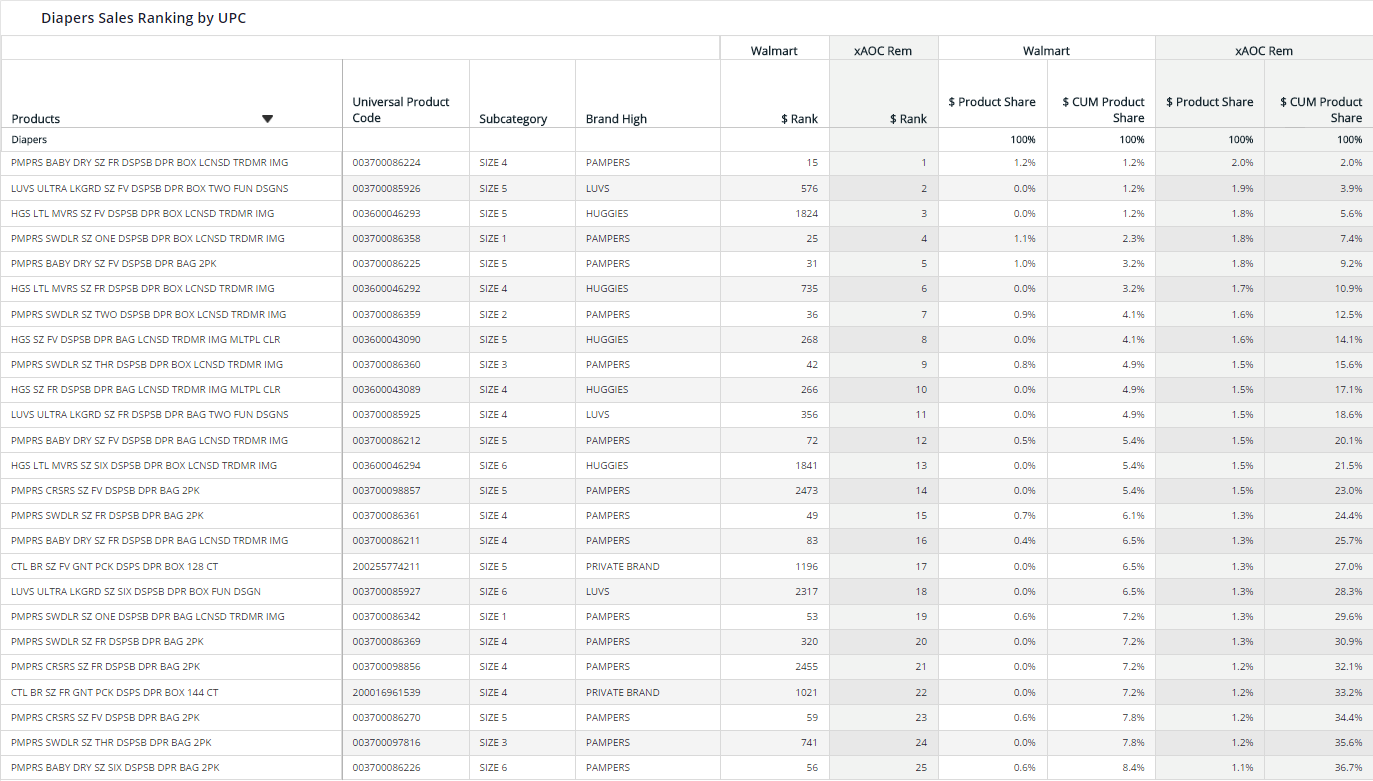 Diapers Sales Ranking by UPC
Walmart xAOC Rem Walmart xAOC Rem
Products Universal Product Code Subcategory Brand High $ Rank $ Rank $ Product Share $ CUM Product Share $ Product Share $ CUM Product Share
Diapers 100% 100% 100% 100%
PMPRS BABY DRY SZ FR DSPSB DPR BOX LCNSD TRDMR IMG 003700086224 SIZE 4 PAMPERS 15 1 1.2% 1.2% 2.0% 2.0%
LUVS ULTRA LKGRD SZ FV DSPSB DPR BOX TWO FUN DSGNS 003700085926 SIZE 5 LUVS 576 2 0.0% 1.2% 1.9% 3.9%
HGS LTL MVRS SZ FV DSPSB DPR BOX LCNSD TRDMR IMG 003600046293 SIZE 5 HUGGIES 1824 3 0.0% 1.2% 1.8% 5.6%
PMPRS SWDLR SZ ONE DSPSB DPR BOX LCNSD TRDMR IMG 003700086358 SIZE 1 PAMPERS 25 4 1.1% 2.3% 1.8% 7.4%
PMPRS BABY DRY SZ FV DSPSB DPR BAG 2PK 003700086225 SIZE 5 PAMPERS 31 5 1.0% 3.2% 1.8% 9.2%
HGS LTL MVRS SZ FR DSPSB DPR BOX LCNSD TRDMR IMG 003600046292 SIZE 4 HUGGIES 735 6 0.0% 3.2% 1.7% 10.9%
PMPRS SWDLR SZ TWO DSPSB DPR BOX LCNSD TRDMR IMG 003700086359 SIZE 2 PAMPERS 36 7 0.9% 4.1% 1.6% 12.5%
HGS SZ FV DSPSB DPR BAG LCNSD TRDMR IMG MLTPL CLR 003600043090 SIZE 5 HUGGIES 268 8 0.0% 4.1% 1.6% 14.1%
PMPRS SWDLR SZ THR DSPSB DPR BOX LCNSD TRDMR IMG 003700086360 SIZE 3 PAMPERS 42 9 0.8% 4.9% 1.5% 15.6%
HGS SZ FR DSPSB DPR BAG LCNSD TRDMR IMG MLTPL CLR 003600043089 SIZE 4 HUGGIES 266 10 0.0% 4.9% 1.5% 17.1%
LUVS ULTRA LKGRD SZ FR DSPSB DPR BAG TWO FUN DSGNS 003700085925 SIZE 4 LUVS 356 11 0.0% 4.9% 1.5% 18.6%
PMPRS BABY DRY SZ FV DSPSB DPR BAG LCNSD TRDMR IMG 003700086212 SIZE 5 PAMPERS 72 12 0.5% 5.4% 1.5% 20.1%
HGS LTL MVRS SZ SIX DSPSB DPR BOX LCNSD TRDMR IMG 003600046294 SIZE 6 HUGGIES 1841 13 0.0% 5.4% 1.5% 21.5%
PMPRS CRSRS SZ FV DSPSB DPR BAG 2PK 003700098857 SIZE 5 PAMPERS 2473 14 0.0% 5.4% 1.5% 23.0%
PMPRS SWDLR SZ FR DSPSB DPR BAG 2PK 003700086361 SIZE 4 PAMPERS 49 15 0.7% 6.1% 1.3% 24.4%
PMPRS BABY DRY SZ FR DSPSB DPR BAG LCNSD TRDMR IMG 003700086211 SIZE 4 PAMPERS 83 16 0.4% 6.5% 1.3% 25.7%
CTL BR SZ FV GNT PCK DSPS DPR BOX 128 CT 200255774211 SIZE 5 PRIVATE BRAND 1196 17 0.0% 6.5% 1.3% 27.0%
LUVS ULTRA LKGRD SZ SIX DSPSB DPR BOX FUN DSGN 003700085927 SIZE 6 LUVS 2317 18 0.0% 6.5% 1.3% 28.3%
PMPRS SWDLR SZ ONE DSPSB DPR BAG LCNSD TRDMR IMG 003700086342 SIZE 1 PAMPERS 53 19 0.6% 7.2% 1.3% 29.6%
PMPRS SWDLR SZ FR DSPSB DPR BAG 2PK 003700086369 SIZE 4 PAMPERS 320 20 0.0% 7.2% 1.3% 30.9%
PMPRS CRSRS SZ FR DSPSB DPR BAG 2PK 003700098856 SIZE 4 PAMPERS 2455 21 0.0% 7.2% 1.2% 32.1%
CTL BR SZ FR GNT PCK DSPS DPR BOX 144 CT 200016961539 SIZE 4 PRIVATE BRAND 1021 22 0.0% 7.2% 1.2% 33.2%
PMPRS CRSRS SZ FV DSPSB DPR BAG 2PK 003700086270 SIZE 5 PAMPERS 59 23 0.6% 7.8% 1.2% 34.4%
PMPRS SWDLR SZ THR DSPSB DPR BAG 2PK 003700097816 SIZE 3 PAMPERS 741 24 0.0% 7.8% 1.2% 35.6%
PMPRS BABY DRY SZ SIX DSPSB DPR BAG 2PK 003700086226 SIZE 6 PAMPERS 56 25 0.6% 8.4% 1.1% 36.7%